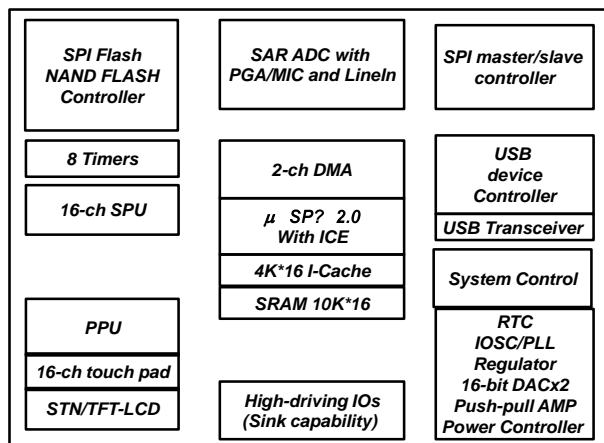 SPI Flash
NAND FLASH
Controller
8 Timers
16-ch SPU
PPU
16-ch touch pad
STN/TFT-LCD
SAR ADC with
PGA/MIC and LineIn
2-ch DMA
μ SP? 2.0
With ICE
4K*16 I-Cache
SRAM 10K*16
High-driving IOs
(Sink capability)
SPI master/slave
controller
USB
device
Controller
USB Transceiver
System Control
RTC
IOSC/PLL
Regulator
16-bit DACx2
Push-pull AMP
Power Controller